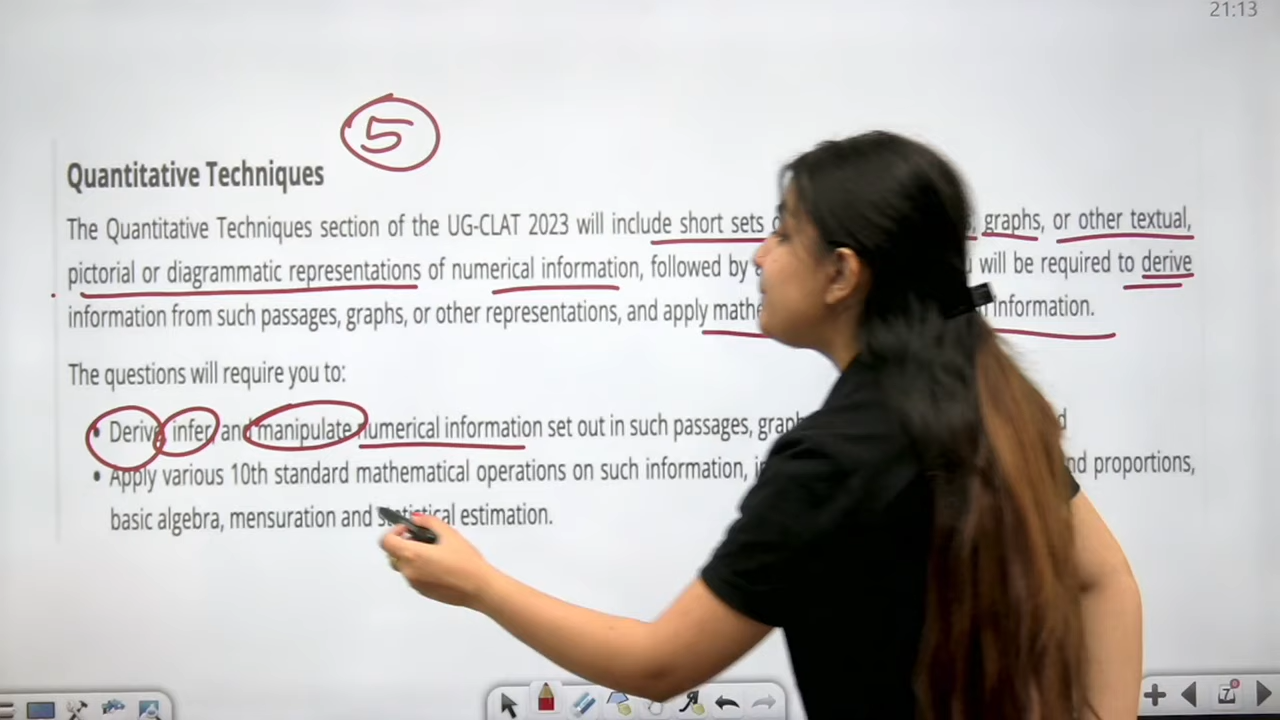 21:13
5
Quantitative Techniques
The Quantitative Techniques section of the UG-CLAT 2023 will include short sets graphs, or other textual,
pictorial or diagrammatic representations of numerical information, followed by will be required to derive
information from such passages, graphs, or other representations, and apply information.
The questions will require you to:
• Derive, infer, and manipulate numerical information set out in such passages,
• Apply various 10th standard mathematical operations on such information, proportions,
basic algebra, mensuration and statistical estimation.
7